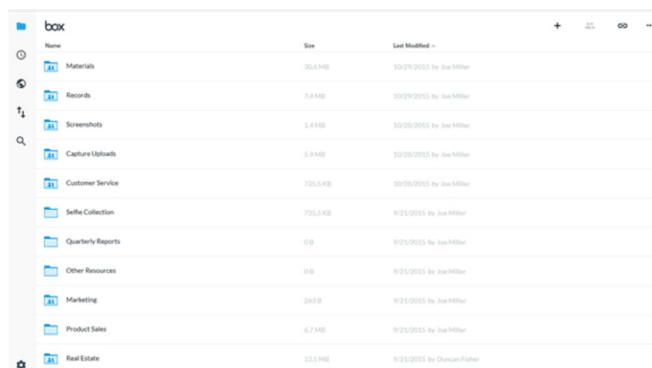 box
Name Size Last Modified
Materials 30.6 MB 10/29/2015 by Joe Miller
Records 7.4 MB 10/29/2015 by Joe Miller
Screenshots 1.4 MB 10/28/2015 by Joe Miller
Capture Uploads 5.9 MB 10/28/2015 by Joe Miller
Customer Service 735.5 KB 10/28/2015 by Joe Miller
Selfie Collection 735.5 KB 9/21/2015 by Joe Miller
Quarterly Reports 0 B 9/21/2015 by Joe Miller
Other Resources 0 B 9/21/2015 by Joe Miller
Marketing 263 B 9/21/2015 by Joe Miller
Product Sales 6.7 MB 9/21/2015 by Joe Miller
Real Estate 13.1 MB 9/21/2015 by Duncan Fisher